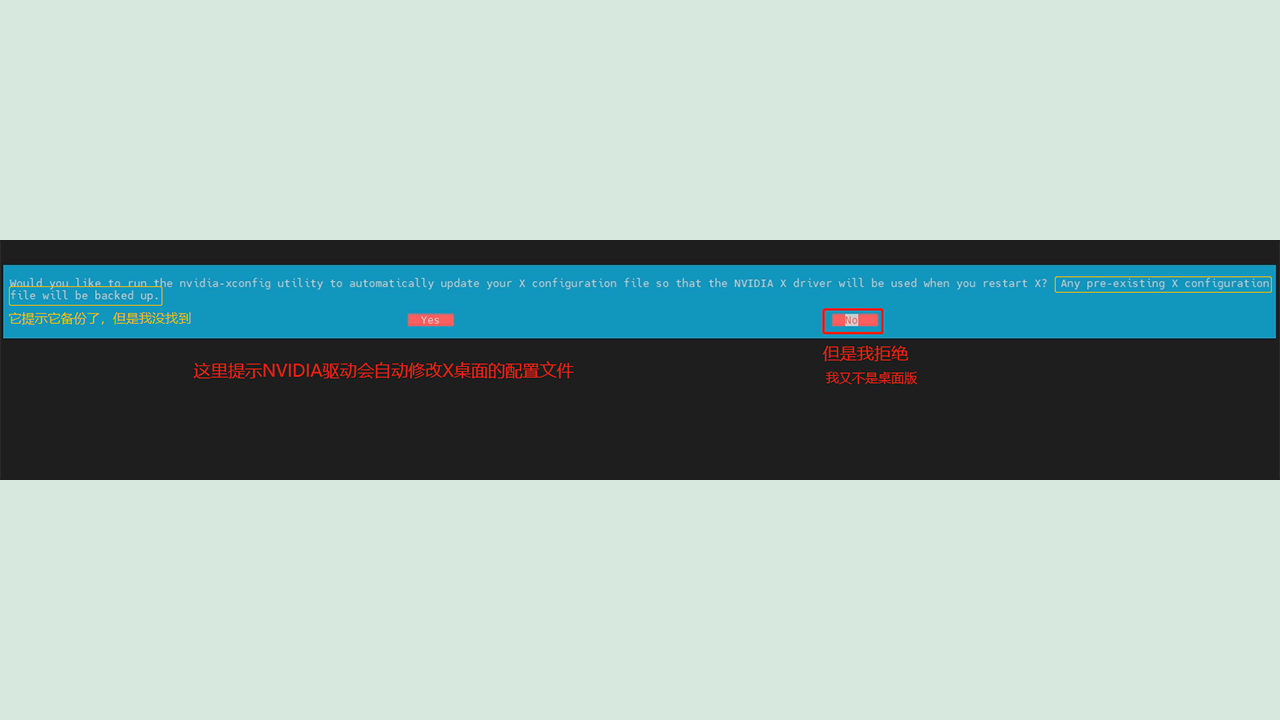 Would you like to run the nvidia-xconfig utility to automatically update your X configuration file so that the NVIDIA X driver will be used when you restart X? Any pre-existing X configuration
file will be backed up.
它提示它备份了，但是我没找到
Yes
No
但是我拒绝
这里提示NVIDIA驱动会自动修改X桌面的配置文件
我又不是桌面版